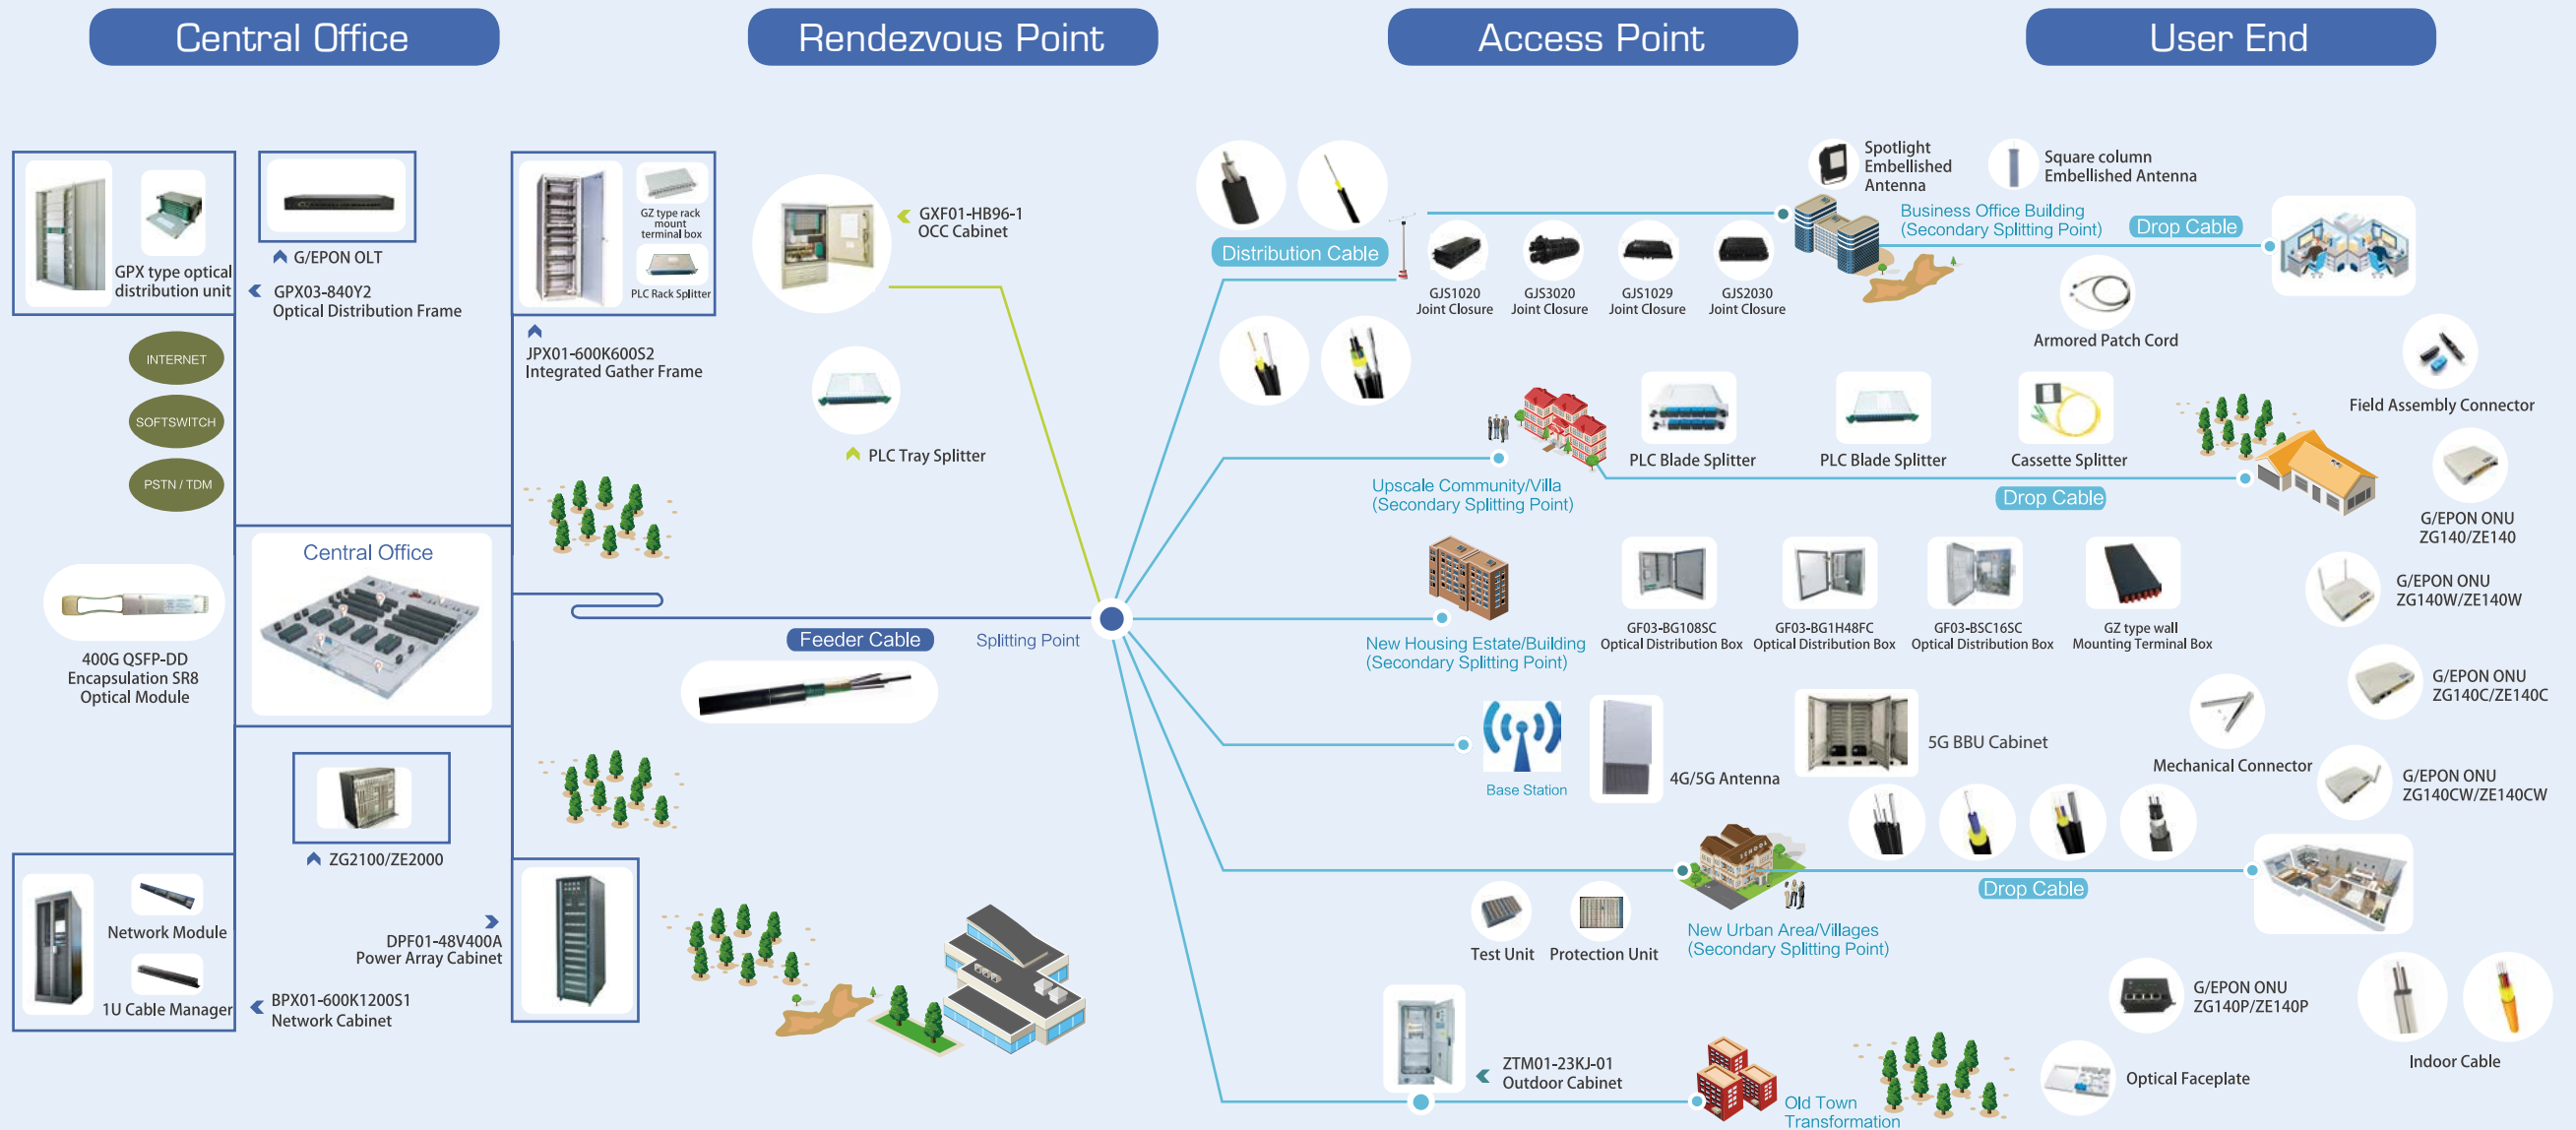 Central Office
Rendezvous Point
Access Point
User End
GPX type optical
distribution unit
G/EPON OLT
GPX03-840Y2
Optical Distribution Frame
GZ type rack
mount
terminal box
PLC Rack Splitter
JPX01-600K600S2
Integrated Gather Frame
INTERNET
SOFTSWITCH
PSTN / TDM
Central Office
400G QSFP-DD
Encapsulation SR8
Optical Module
ZG2100/ZE2000
Network Module
1U Cable Manager
BPX01-600K1200S1
Network Cabinet
DPF01-48V400A
Power Array Cabinet
GXF01-HB96-1
OCC Cabinet
PLC Tray Splitter
Feeder Cable
Splitting Point
Distribution Cable
GJS1020
Joint Closure
GJS3020
Joint Closure
GJS1029
Joint Closure
GJS2030
Joint Closure
Spotlight
Embellished
Antenna
Square column
Embellished Antenna
Business Office Building
(Secondary Splitting Point)
Drop Cable
Armored Patch Cord
Upscale Community/Villa
(Secondary Splitting Point)
PLC Blade Splitter
PLC Blade Splitter
Cassette Splitter
Drop Cable
Field Assembly Connector
G/EPON ONU
ZG140/ZE140
New Housing Estate/Building
(Secondary Splitting Point)
GF03-BG108SC
Optical Distribution Box
GF03-BG1H48FC
Optical Distribution Box
GF03-BSC16SC
Optical Distribution Box
GZ type wall
Mounting Terminal Box
G/EPON ONU
ZG140W/ZE140W
G/EPON ONU
ZG140C/ZE140C
Base Station
4G/5G Antenna
5G BBU Cabinet
Mechanical Connector
G/EPON ONU
ZG140CW/ZE140CW
SCHOOL
Drop Cable
Test Unit
Protection Unit
New Urban Area/Villages
(Secondary Splitting Point)
G/EPON ONU
ZG140P/ZE140P
Indoor Cable
ZTM01-23KJ-01
Outdoor Cabinet
Old Town
Transformation
Optical Faceplate